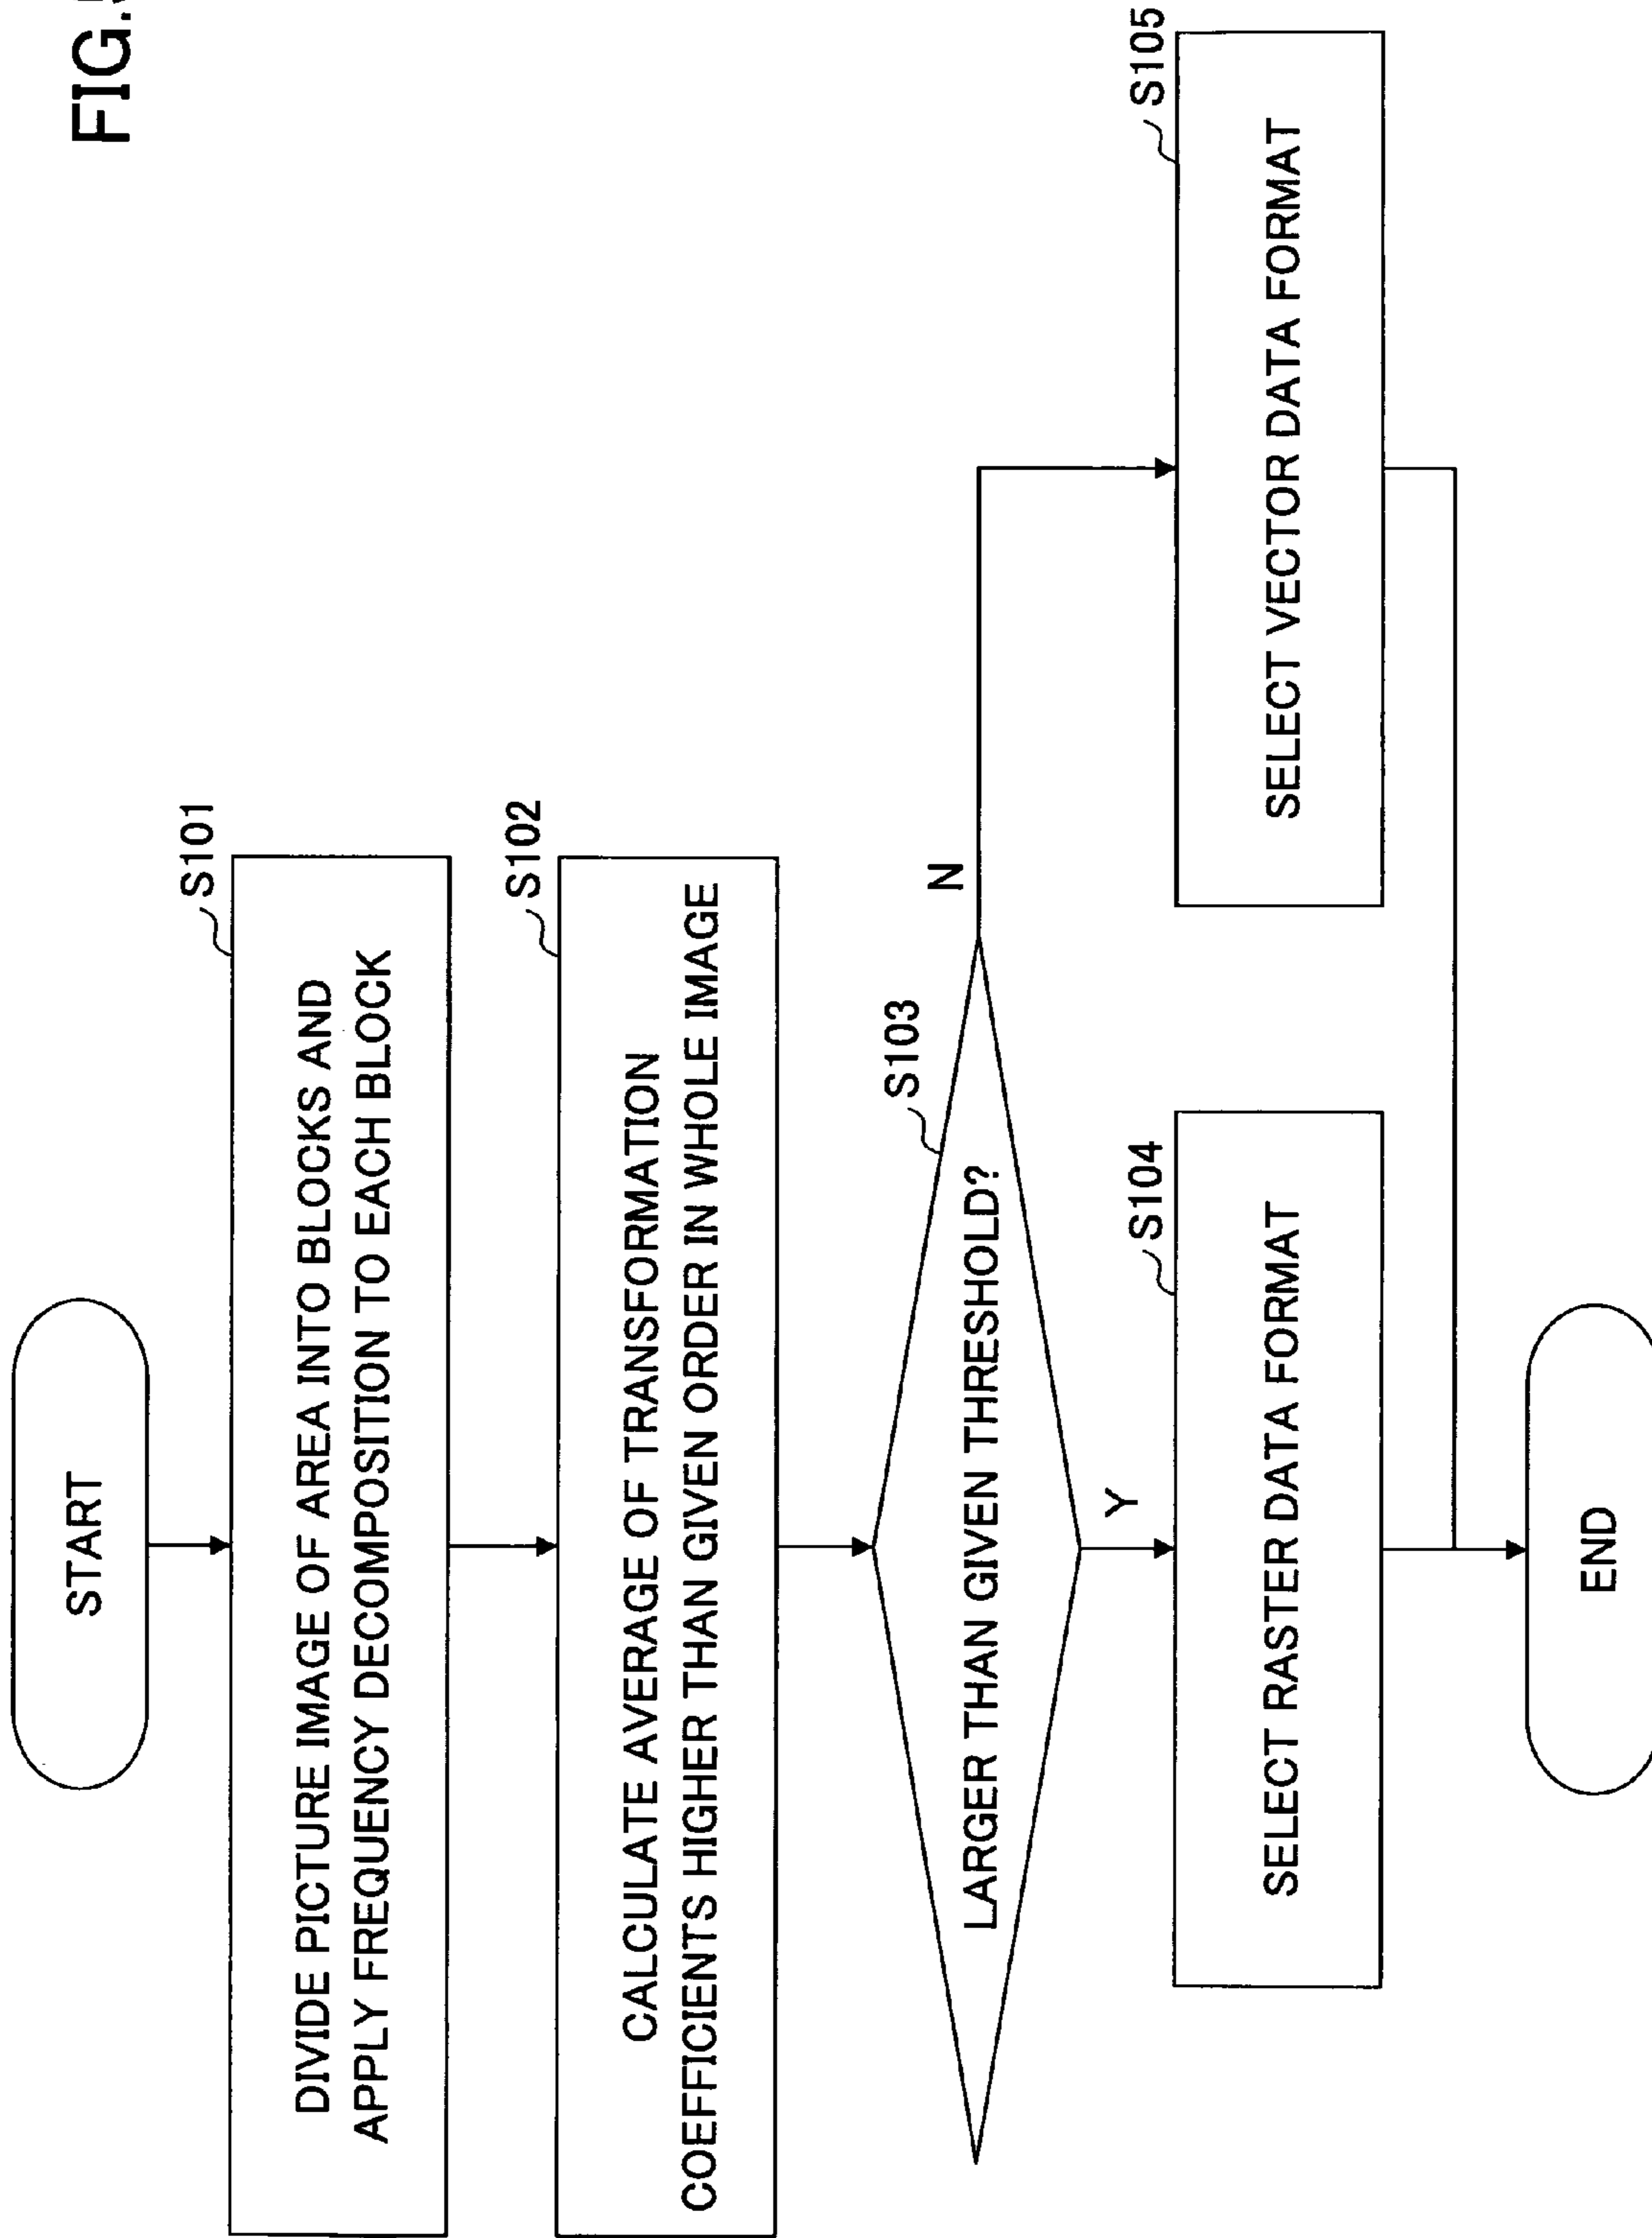 FIG.
START
S101
DIVIDE PICTURE IMAGE OF AREA INTO BLOCKS AND
APPLY FREQUENCY DECOMPOSITION TO EACH BLOCK
S102
CALCULATE AVERAGE OF TRANSFORMATION
COEFFICIENTS HIGHER THAN GIVEN ORDER IN WHOLE IMAGE
S103
LARGER THAN GIVEN THRESHOLD?
N
Y
S104
SELECT RASTER DATA FORMAT
S105
SELECT VECTOR DATA FORMAT
END